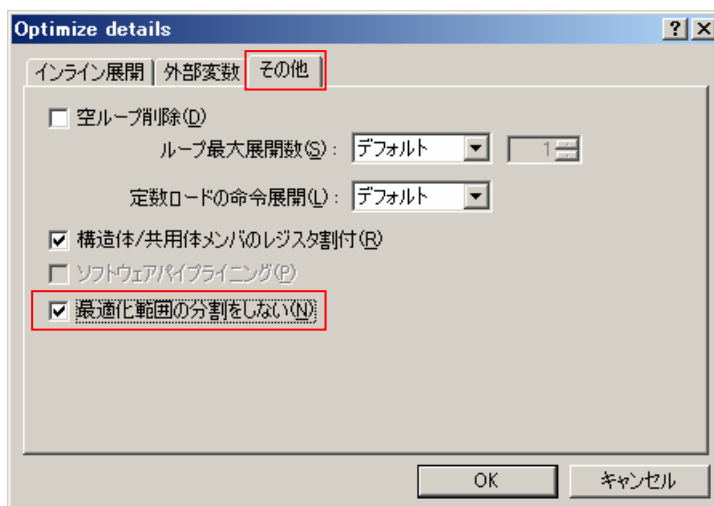 Optimize details
インライン展開 外部変数 その他
空ループ削除(D)
ループ最大展開数(S): デフォルト 1
定数ロードの命令展開(L): デフォルト
構造体/共用体メンバのレジスタ割付(R)
ソフトウェアパイプライニング(P)
最適化範囲の分割をしない(N)
OK キャンセル